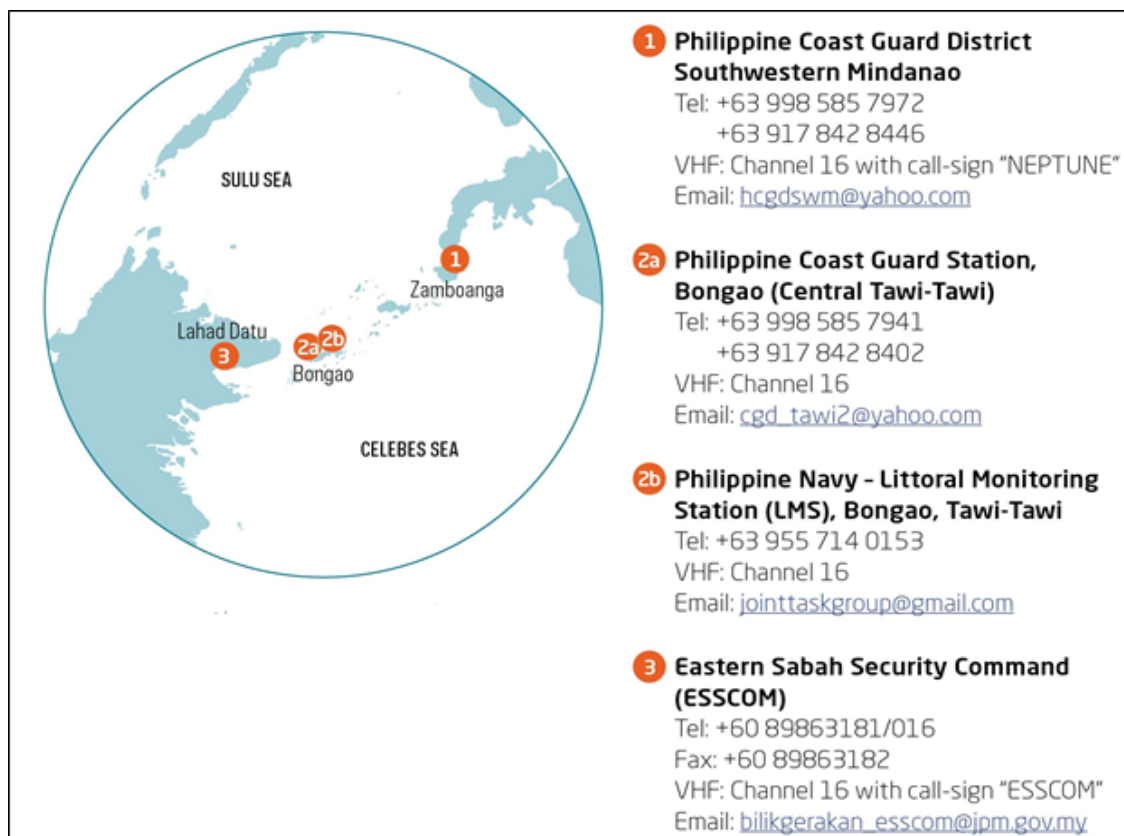 SULU SEA
1
Zamboanga
Lahad Datu
3
2a
2b
Bongao
CELEBES SEA
1 Philippine Coast Guard District
Southwestern Mindanao
Tel: +63 998 585 7972
+63 917 842 8446
VHF: Channel 16 with call-sign “NEPTUNE”
Email: hcgdswm@yahoo.com
2a Philippine Coast Guard Station,
Bongao (Central Tawi-Tawi)
Tel: +63 998 585 7941
+63 917 842 8402
VHF: Channel 16
Email: cgd_tawi2@yahoo.com
2b Philippine Navy – Littoral Monitoring
Station (LMS), Bongao, Tawi-Tawi
Tel: +63 955 714 0153
VHF: Channel 16
Email: jointtaskgroup@gmail.com
3 Eastern Sabah Security Command
(ESSCOM)
Tel: +60 89863181/016
Fax: +60 89863182
VHF: Channel 16 with call-sign “ESSCOM”
Email: bilikgerakan_esscom@jpm.gov.my